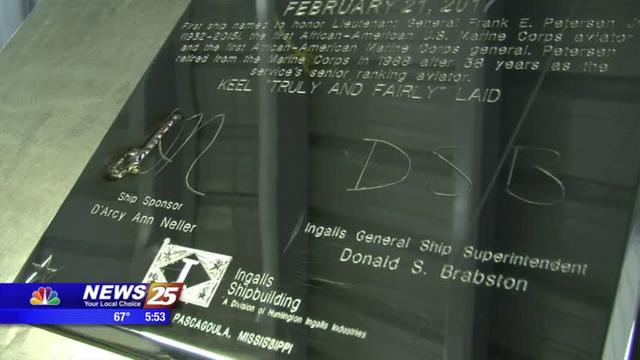 FEBRUARY 21, 2017
First ship named to honor Lieutenant General Frank E. Petersen J
(1932-2015), the first African-American U.S. Marine Corps aviator
and the first African-American Marine Corps general. Petersen
retired from the Marine Corps in 1988 after 38 years as the
service's senior ranking aviator.
KEEL "TRULY AND FAIRLY" LAID
DSB
Ship Sponsor
D'Arcy Ann Neller
Ingalls General Ship Superintendent
Donald S. Brabston
Ingalls
Shipbuilding
A Division of Huntington Ingalls Industries
PASCAGOULA, MISSISSIPPI
NEWS 25
Your Local Choice
67° 5:53